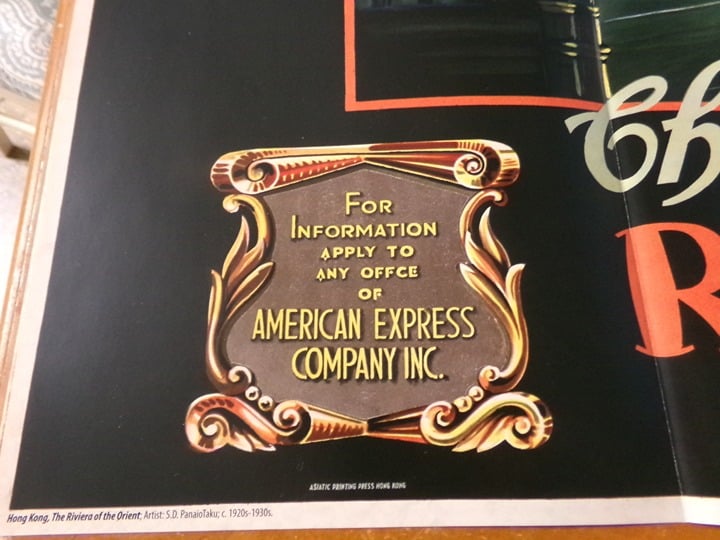 Th
R
For
Information
apply to
any offce
of
AMERICAN EXPRESS
COMPANY INC.
ASIATIC PRINTING PRESS HONG KONG
Hong Kong, The Riviera of the Orient; Artist: S.D. PanaioTaku; c. 1920s-1930s.